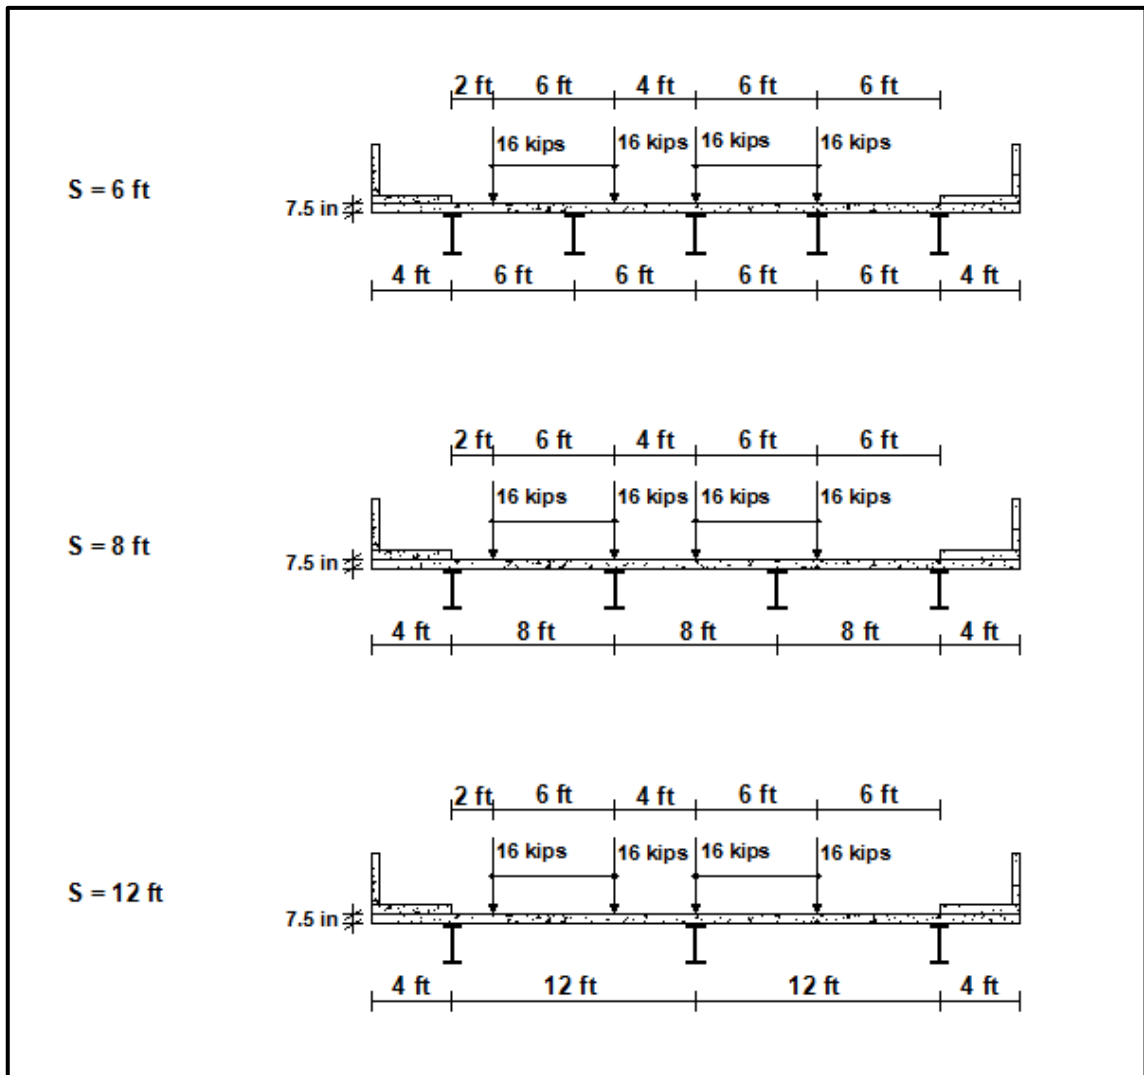 2 ft 6 ft 4 ft 6 ft 6 ft
16 kips 16 kips 16 kips 16 kips
S = 6 ft
7.5 in
4 ft 6 ft 6 ft 6 ft 6 ft 4 ft
2 ft 6 ft 4 ft 6 ft 6 ft
16 kips 16 kips 16 kips 16 kips
S = 8 ft
7.5 in
4 ft 8 ft 8 ft 8 ft 4 ft
2 ft 6 ft 4 ft 6 ft 6 ft
16 kips 16 kips 16 kips 16 kips
S = 12 ft
7.5 in
4 ft 12 ft 12 ft 4 ft